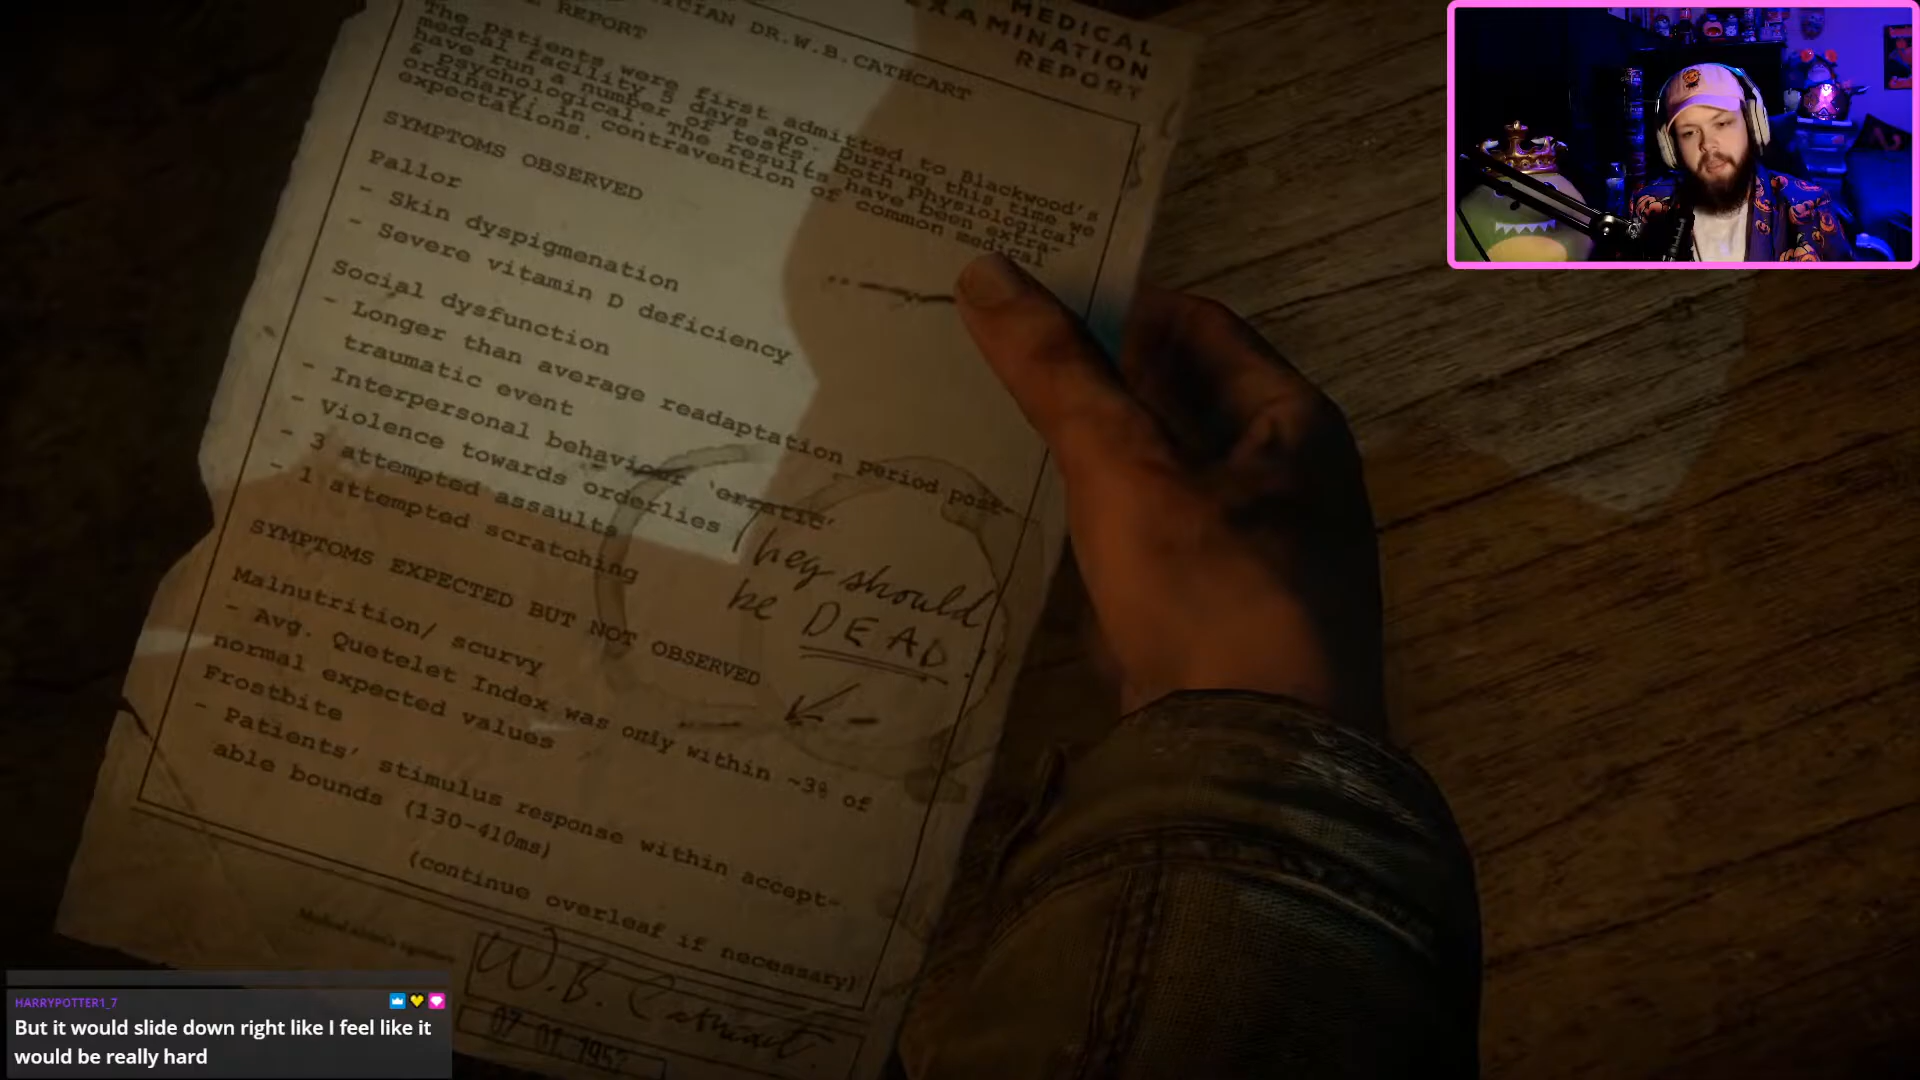 MEDICAL
EXAMINATION
REPORT
ICIAN DR.W.B.CATHCART
REPORT
The patients were first admitted to Blackwood's
medcal facility 5 days ago. During this time we
have run a number of tests, both physiological
& psychological. The results have been extra-
ordinary; in contravention of common medical
expectations.
SYMPTOMS OBSERVED
Pallor
- Skin dyspigmenation
- Severe vitamin D deficiency
Social dysfunction
- Longer than average readaptation period post-
traumatic event
- Interpersonal behaviour 'erratic'
- Violence towards orderlies
- 3 attempted assaults
- 1 attempted scratching
They should
be DEAD!
SYMPTOMS EXPECTED BUT NOT OBSERVED
Malnutrition/ scurvy
- Avg. Quetelet Index was only within ~3% of
normal expected values
Frostbite
- Patients' stimulus response within accept-
able bounds (130-410ms)
(continue overleaf if necessary)
W.B. Cathcart.
07 01 1952
HARRYPOTTER1_7
But it would slide down right like I feel like it
would be really hard